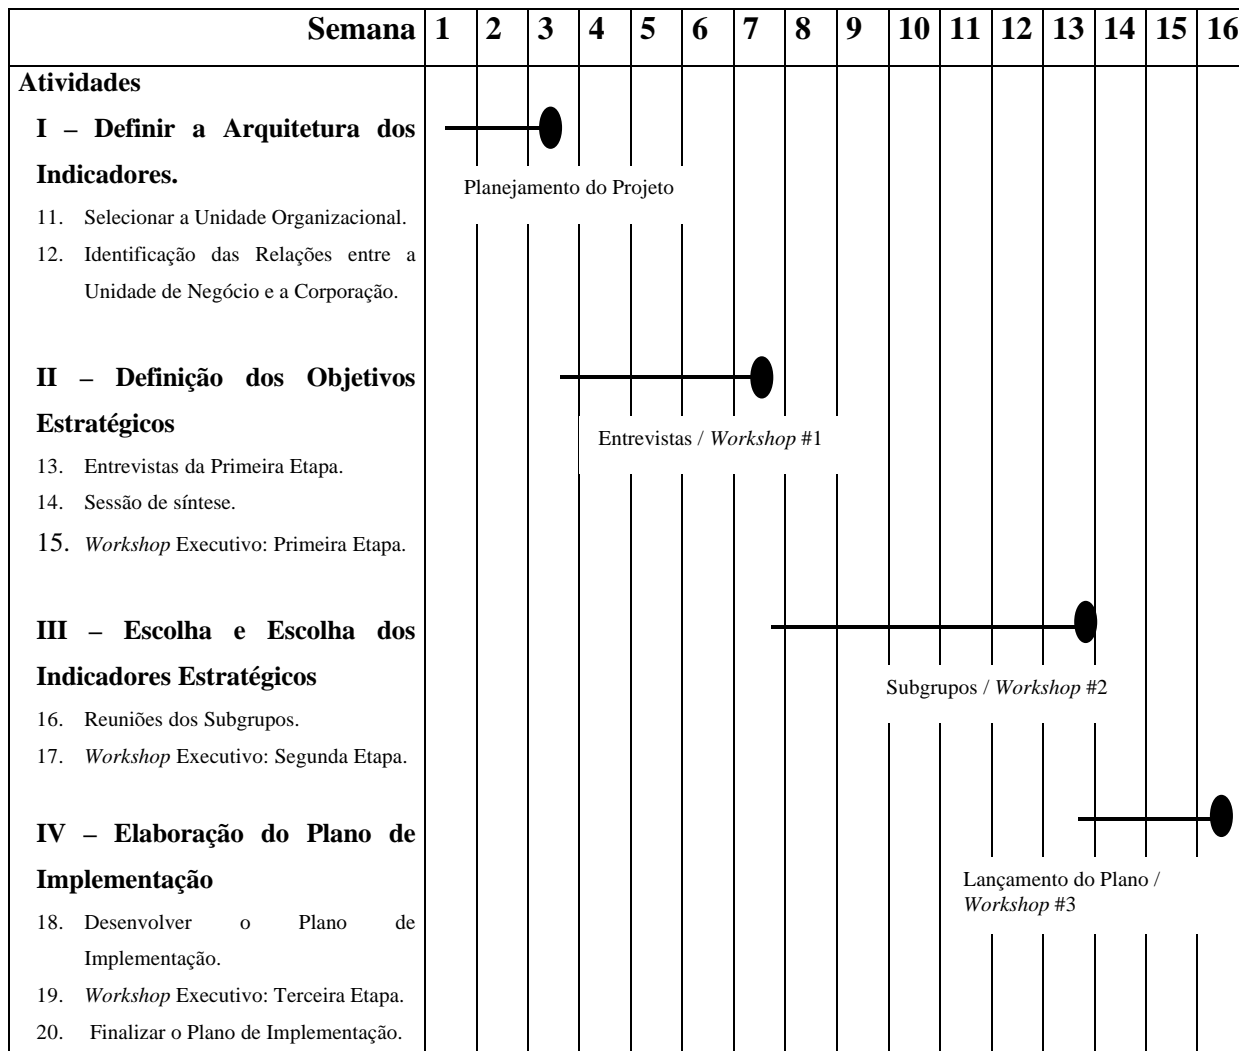 Semana 1 2 3 4 5 6 7 8 9 10 11 12 13 14 15 16
Atividades
I – Definir a Arquitetura dos
Indicadores.
Planejamento do Projeto
11. Selecionar a Unidade Organizacional.
12. Identificação das Relações entre a
Unidade de Negócio e a Corporação.
II – Definição dos Objetivos
Estratégicos
Entrevistas / Workshop #1
13. Entrevistas da Primeira Etapa.
14. Sessão de síntese.
15. Workshop Executivo: Primeira Etapa.
III – Escolha e Escolha dos
Indicadores Estratégicos
Subgrupos / Workshop #2
16. Reuniões dos Subgrupos.
17. Workshop Executivo: Segunda Etapa.
IV – Elaboração do Plano de
Implementação
Lançamento do Plano /
Workshop #3
18. Desenvolver o Plano de
Implementação.
19. Workshop Executivo: Terceira Etapa.
20. Finalizar o Plano de Implementação.